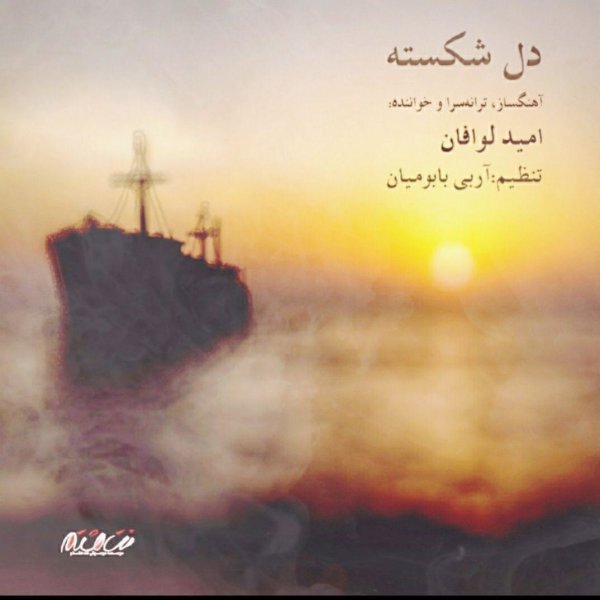 دل شکسته
آهنگساز، ترانه‌سرا و خواننده:
امید لوافان
تنظیم:آربی بابومیان